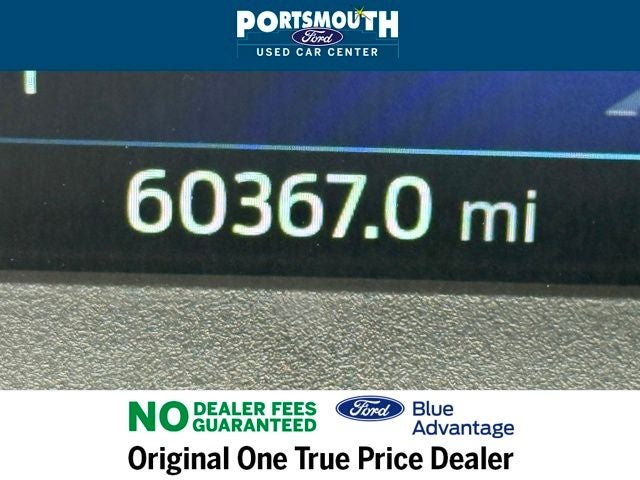 PORTSMOUTH
Ford
USED CAR CENTER
60367.0 mi
NO DEALER FEES
GUARANTEED
Ford
Blue
Advantage
Original One True Price Dealer